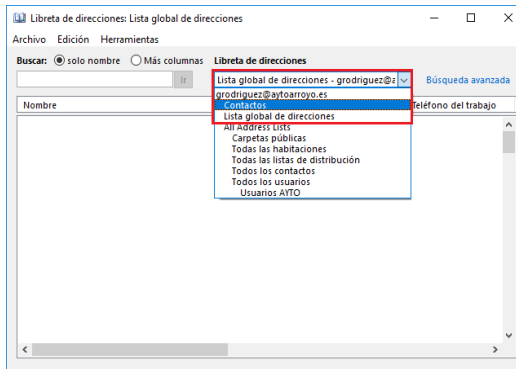 Libreta de direcciones: Lista global de direcciones
Archivo Edición Herramientas
Buscar: solo nombre Más columnas Libreta de direcciones
Ir Lista global de direcciones - grodriguez@a Búsqueda avanzada
Nombre Teléfono del trabajo
grodriguez@aytoarroyo.es
Contactos
Lista global de direcciones
All Address Lists
Carpetas públicas
Todas las habitaciones
Todas las listas de distribución
Todos los contactos
Todos los usuarios
Usuarios AYTO